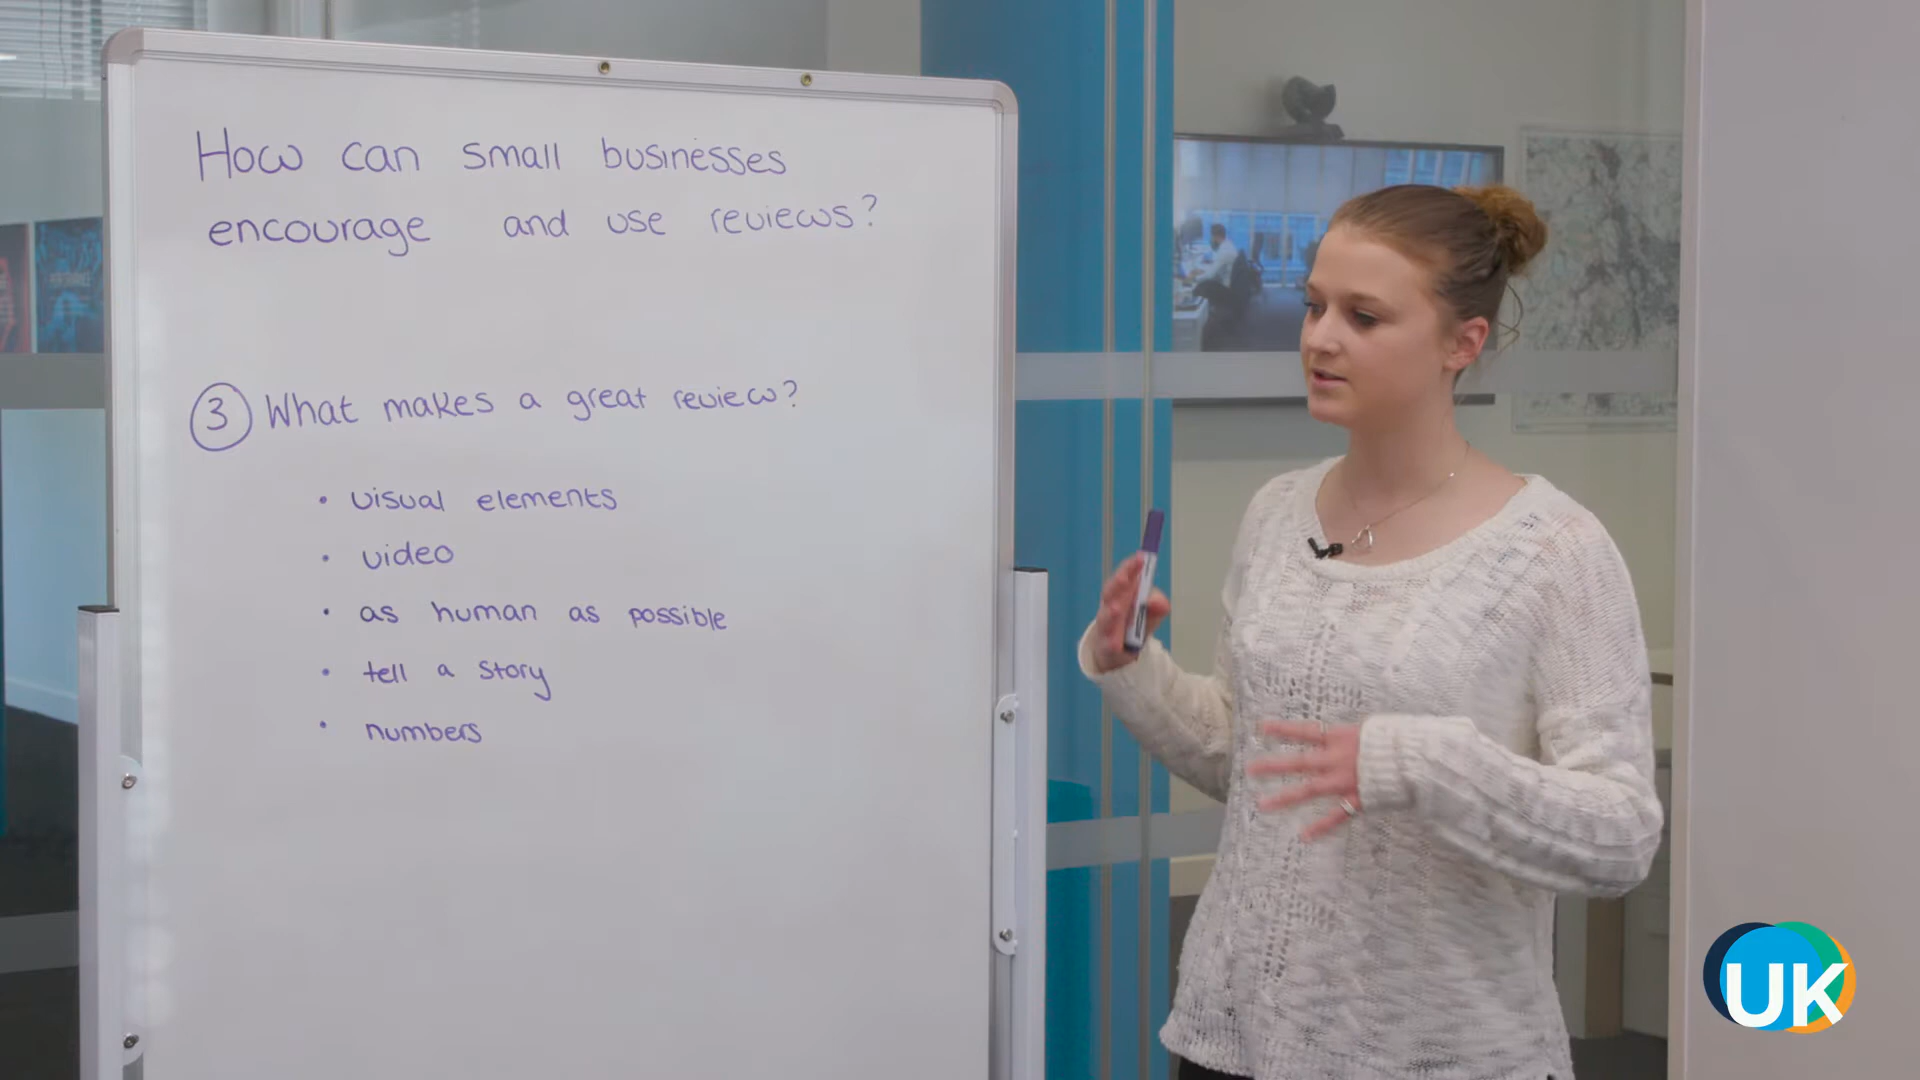 How can small businesses
encourage and use reviews?
3 What makes a great review?
• visual elements
• video
• as human as possible
• tell a story
• numbers
UK